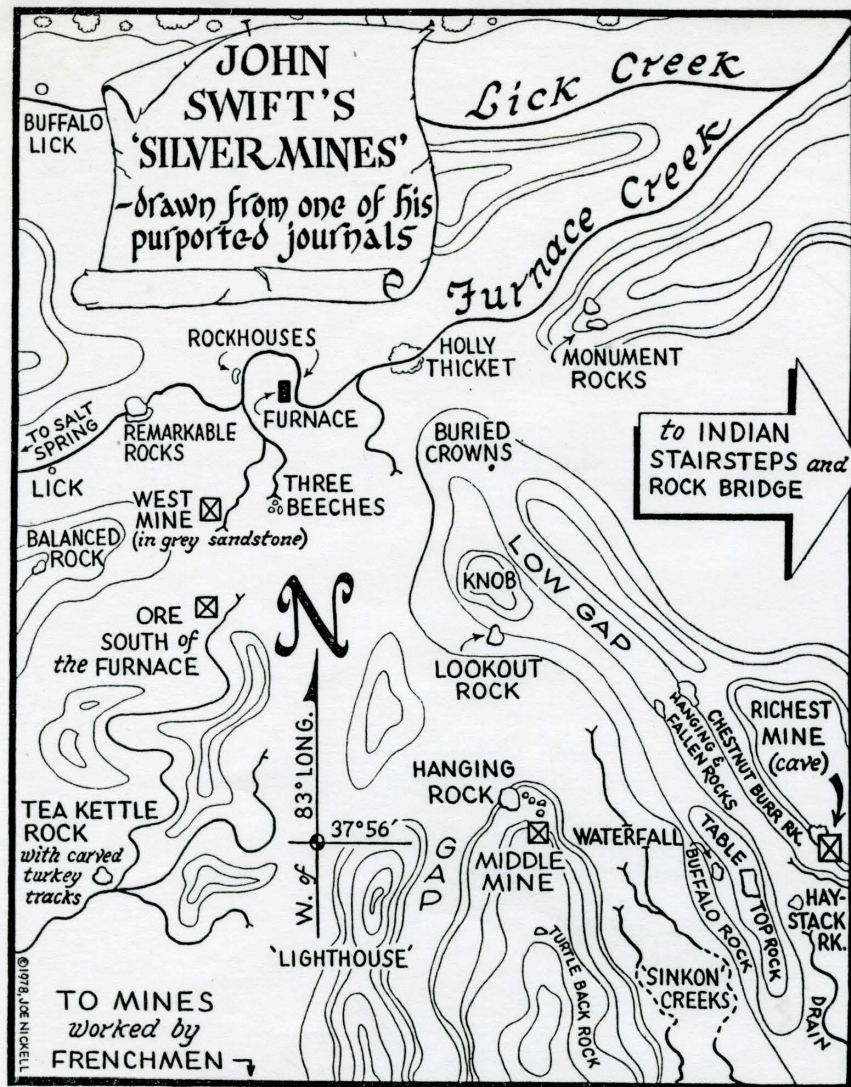 JOHN
SWIFT'S
'SILVER MINES'
-drawn from one of his
purported journals
Lick Creek
BUFFALO
LICK
Furnace Creek
ROCKHOUSES
HOLLY
THICKET
MONUMENT
ROCKS
TO SALT
SPRING
REMARKABLE
ROCKS
FURNACE
BURIED
CROWNS
to INDIAN
STAIRSTEPS and
ROCK BRIDGE
LICK
WEST
MINE
(in grey sandstone)
THREE
BEECHES
BALANCED
ROCK
KNOB
LOW GAP
N
ORE
SOUTH of
the FURNACE
LOOKOUT
ROCK
HANGING &
FALLEN ROCKS
CHESTNUT BURR RK.
RICHEST
MINE
(cave)
W. of 83° LONG.
37°56'
HANGING
ROCK
GAP
MIDDLE
MINE
WATERFALL
TABLE
TOP ROCK
BUFFALO ROCK
TEA KETTLE
ROCK
with carved
turkey
tracks
HAY-
STACK
RK.
'LIGHTHOUSE'
TURTLE BACK ROCK
'SINKON'
CREEKS'
DRAIN
TO MINES
worked by
FRENCHMEN
©1978, JOE NICKELL